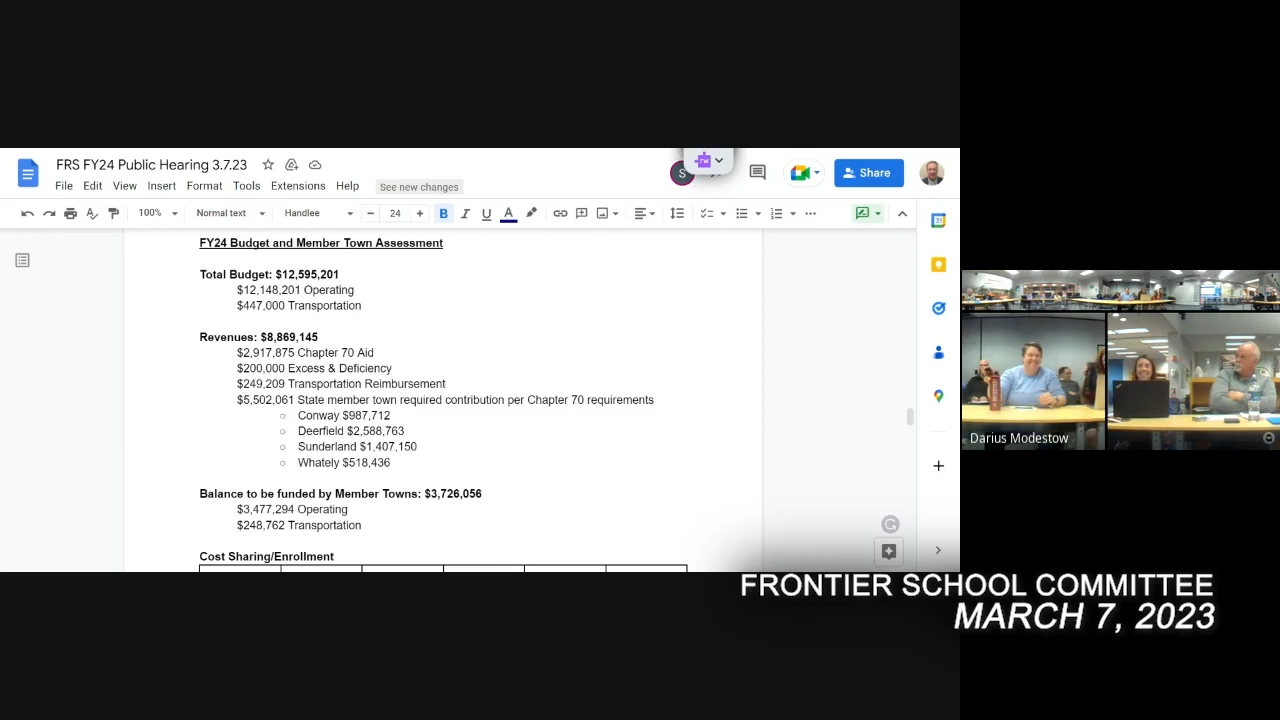 FRS FY24 Public Hearing 3.7.23
File Edit View Insert Format Tools Extensions Help See new changes
S
rw
Share
100% Normal text Handlee 24 B I U A
FY24 Budget and Member Town Assessment
Total Budget: $12,595,201
$12,148,201 Operating
$447,000 Transportation
Revenues: $8,869,145
$2,917,875 Chapter 70 Aid
$200,000 Excess & Deficiency
$249,209 Transportation Reimbursement
$5,502,061 State member town required contribution per Chapter 70 requirements
Conway $987,712
Deerfield $2,588,763
Sunderland $1,407,150
Whately $518,436
Balance to be funded by Member Towns: $3,726,056
$3,477,294 Operating
$248,762 Transportation
Cost Sharing/Enrollment
Darius Modestow
FRONTIER SCHOOL COMMITTEE
MARCH 7, 2023